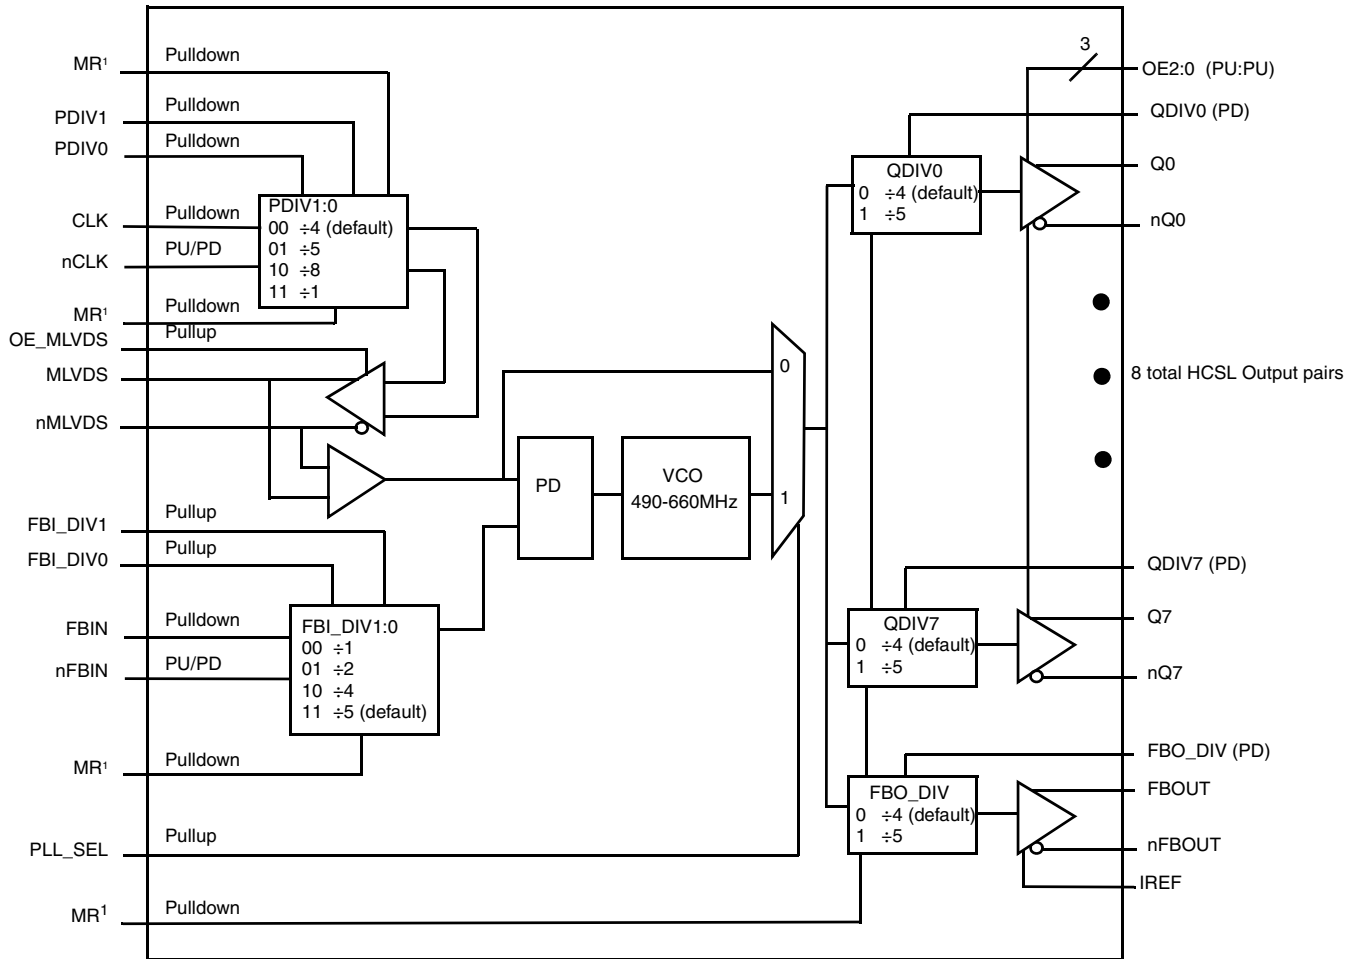 MR¹ Pulldown
PDIV1 Pulldown
PDIV0 Pulldown
CLK Pulldown
nCLK PU/PD
PDIV1:0
00 ÷4 (default)
01 ÷5
10 ÷8
11 ÷1
MR¹ Pulldown
OE_MLVDS Pullup
MLVDS
nMLVDS
FBI_DIV1 Pullup
FBI_DIV0 Pullup
FBIN Pulldown
nFBIN PU/PD
FBI_DIV1:0
00 ÷1
01 ÷2
10 ÷4
11 ÷5 (default)
MR¹ Pulldown
PLL_SEL Pullup
MR¹ Pulldown
PD
VCO
490-660MHz
0
1
3
OE2:0 (PU:PU)
QDIV0 (PD)
QDIV0
0 ÷4 (default)
1 ÷5
Q0
nQ0
8 total HCSL Output pairs
QDIV7 (PD)
QDIV7
0 ÷4 (default)
1 ÷5
Q7
nQ7
FBO_DIV (PD)
FBO_DIV
0 ÷4 (default)
1 ÷5
FBOUT
nFBOUT
IREF